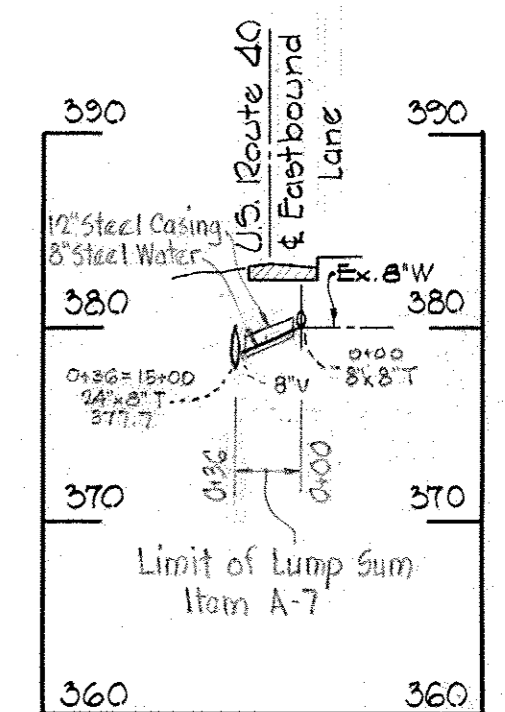 U.S. Route 40
℄ Eastbound
Lane
390
390
12" Steel Casing
8" Steel Water
Ex. 8" W
380
380
0+36 = 15+00
24" x 8" T
377.7
8" V
0+00
8" x 8" T
0+36
0+00
370
370
Limit of Lump Sum
Item A-7
360
360